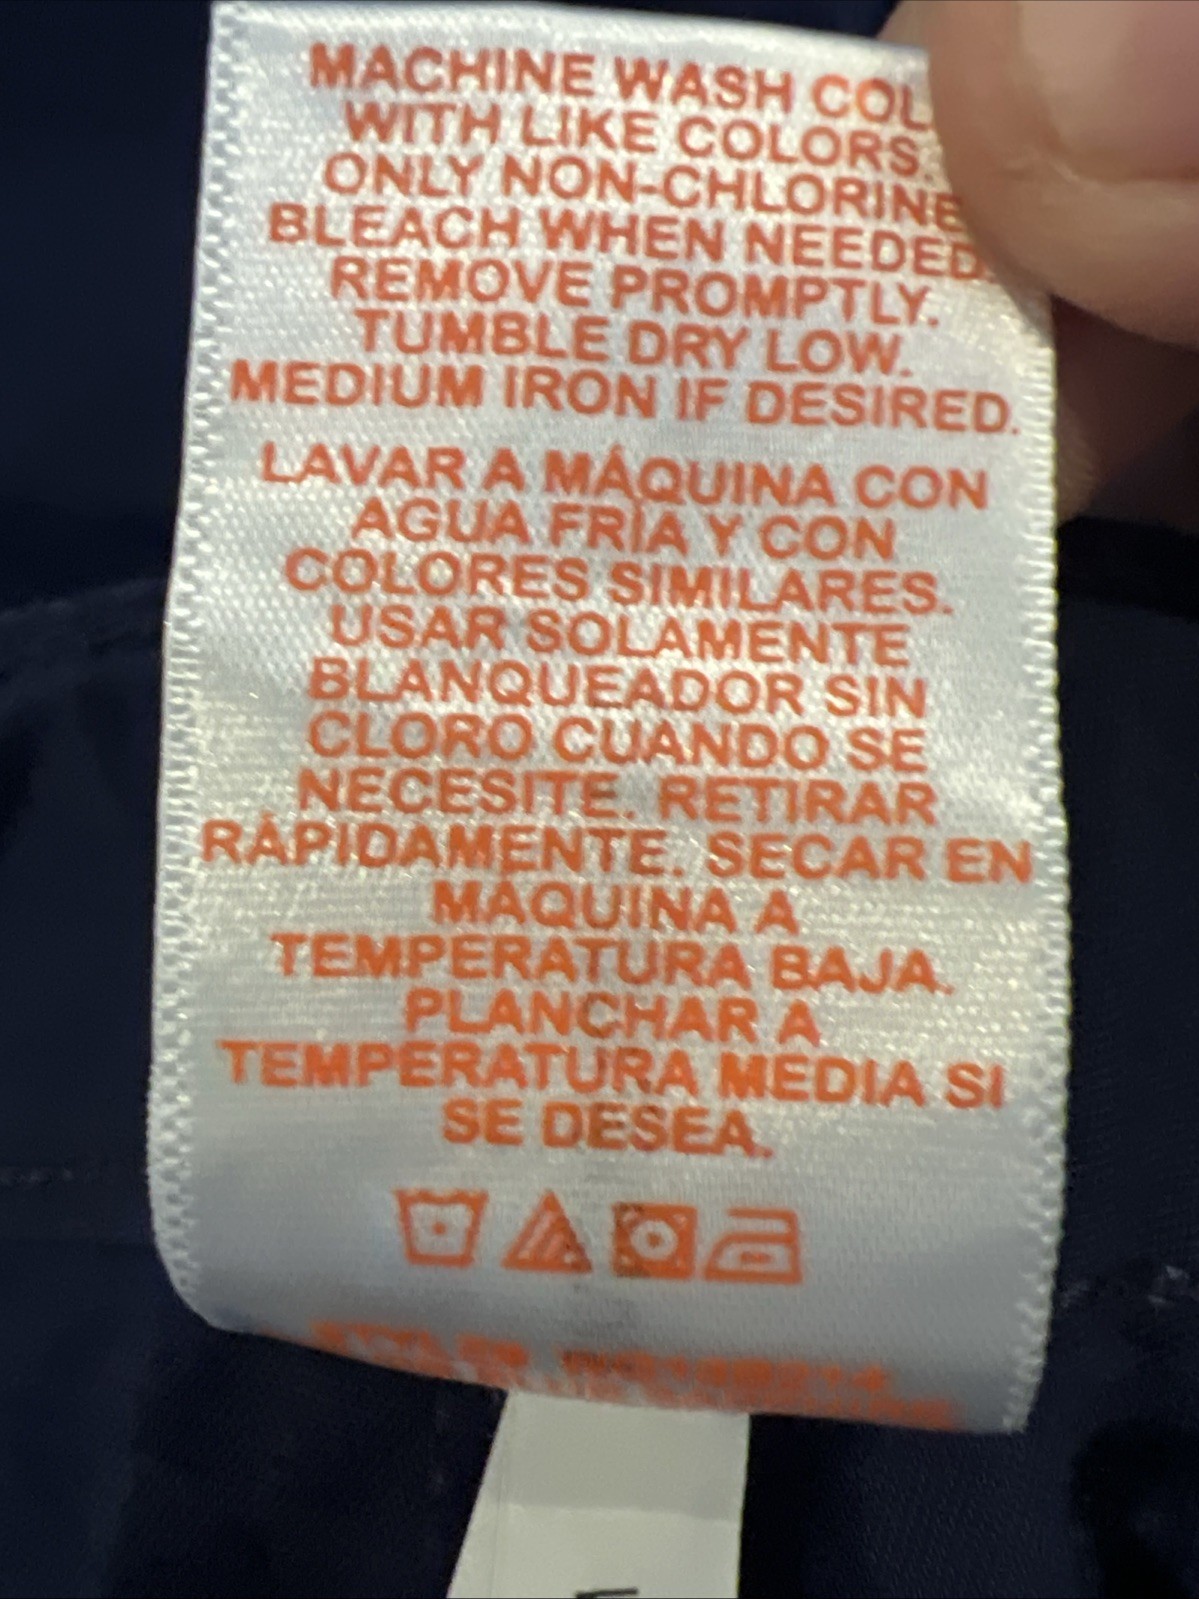 MACHINE WASH COL
WITH LIKE COLORS.
ONLY NON-CHLORINE
BLEACH WHEN NEEDED.
REMOVE PROMPTLY.
TUMBLE DRY LOW.
MEDIUM IRON IF DESIRED.
LAVAR A MÁQUINA CON
AGUA FRÍA Y CON
COLORES SIMILARES.
USAR SOLAMENTE
BLANQUEADOR SIN
CLORO CUANDO SE
NECESITE. RETIRAR
RÁPIDAMENTE. SECAR EN
MÁQUINA A
TEMPERATURA BAJA.
PLANCHAR A
TEMPERATURA MEDIA SI
SE DESEA.